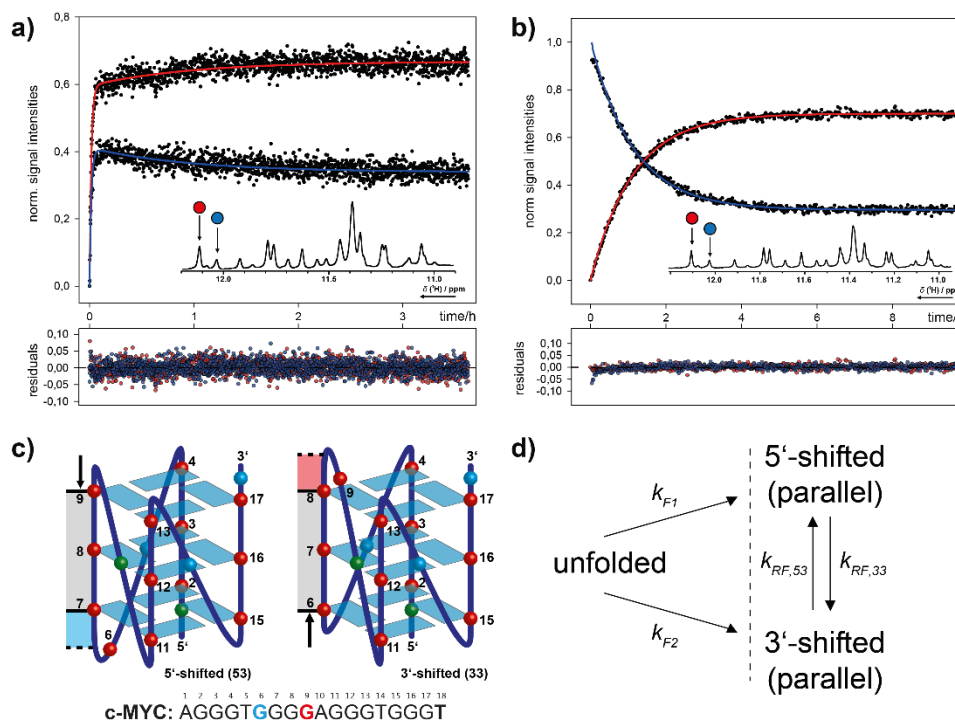 a)
0,8
0,6
0,4
0,2
0,0
norm. signal intensities
12.0
11.4
11.0
δ (¹H) / ppm
0
1
2
3
time/h
0,10
0,05
0,00
-0,05
-0,10
residuals
b)
1,0
0,8
0,6
0,4
0,2
0,0
norm signal intensities
12.0
11.8
11.6
11.4
11.2
11.0
δ (¹H) / ppm
0
2
4
6
8
time/
0,10
0,05
0,00
-0,05
-0,10
residuals
c)
9
8
7
6
4
3
13
2
12
11
5‘
3‘
17
16
15
5‘-shifted (53)
8
9
7
6
4
3
13
2
12
11
5‘
3‘
17
16
15
3‘-shifted (33)
1 2 3 4 5 6 7 8 9 10 11 12 13 14 15 16 17 18
c-MYC: AGGGTGGGGAGGGTGGGT
d)
5‘-shifted
(parallel)
kF1
unfolded
kRF,53
kRF,33
kF2
3‘-shifted
(parallel)